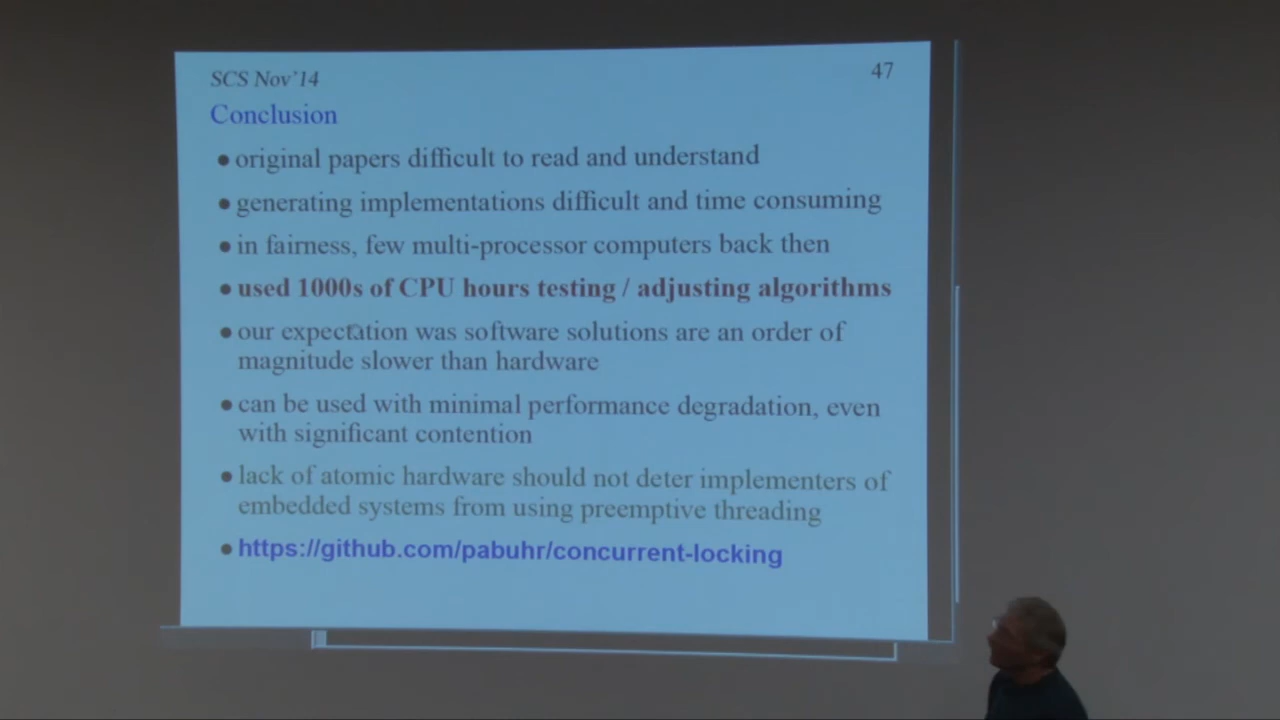 SCS Nov'14
47
Conclusion
● original papers difficult to read and understand
● generating implementations difficult and time consuming
● in fairness, few multi-processor computers back then
● used 1000s of CPU hours testing / adjusting algorithms
● our expectation was software solutions are an order of
magnitude slower than hardware
● can be used with minimal performance degradation, even
with significant contention
● lack of atomic hardware should not deter implementers of
embedded systems from using preemptive threading
● https://github.com/pabuhr/concurrent-locking